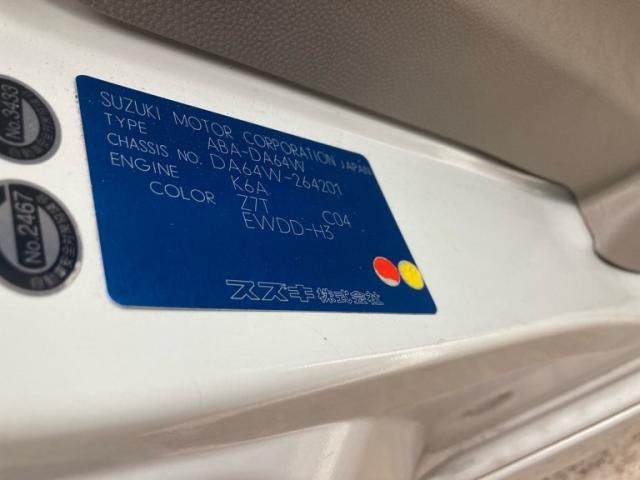 SUZUKI MOTOR CORPORATION JAPAN
TYPE ABA-DA64W
CHASSIS NO. DA64W-264201
ENGINE K6A
COLOR Z7T C04
EWDD-H3
スズキ株式会社
No.3433
No.2467